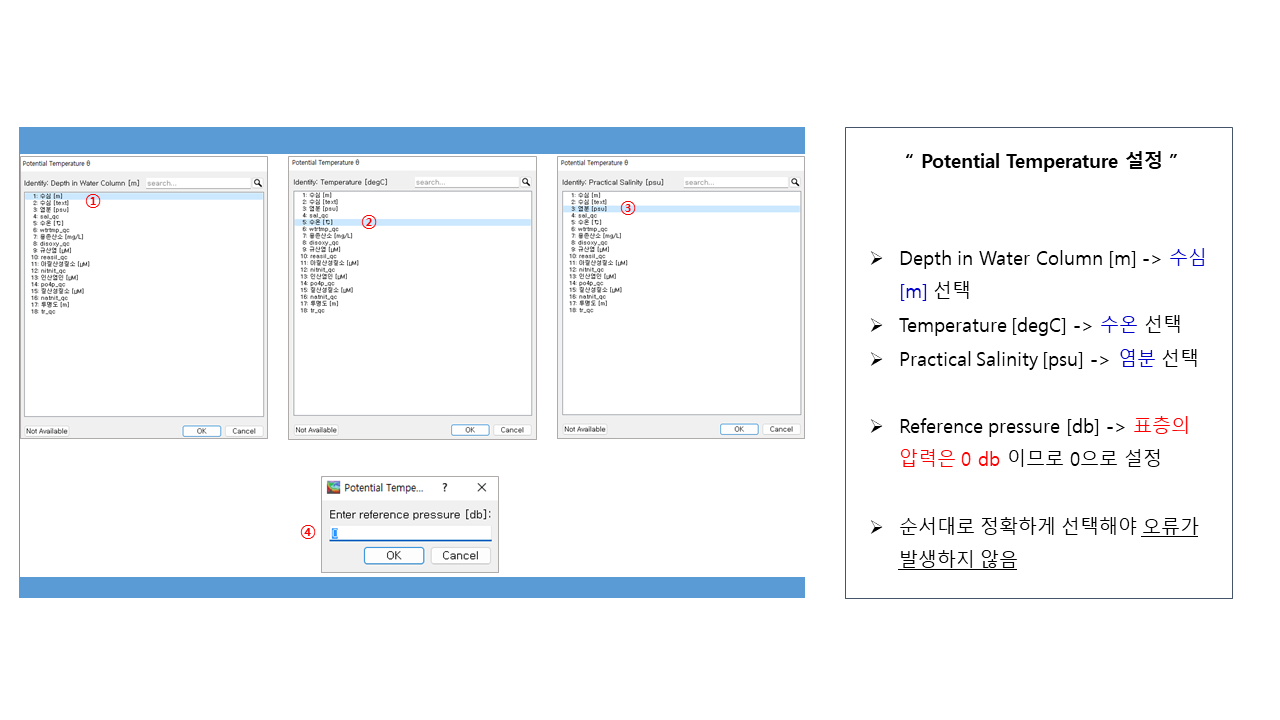 Potential Temperature θ
Identify: Depth in Water Column [m]
search...
1: 수심 [m]
2: 수심 [text]
3: 염분 [psu]
4: sal_qc
5: 수온 [℃]
6: wtrtmp_qc
7: 용존산소 [mg/L]
8: disoxy_qc
9: 규산염 [μM]
10: reasil_qc
11: 아질산성질소 [μM]
12: nitnit_qc
13: 인산염인 [μM]
14: po4p_qc
15: 질산성질소 [μM]
16: natnit_qc
17: 투명도 [m]
18: tr_qc
①
Not Available
OK
Cancel
Potential Temperature θ
Identify: Temperature [degC]
search...
1: 수심 [m]
2: 수심 [text]
3: 염분 [psu]
4: sal_qc
5: 수온 [℃]
6: wtrtmp_qc
7: 용존산소 [mg/L]
8: disoxy_qc
9: 규산염 [μM]
10: reasil_qc
11: 아질산성질소 [μM]
12: nitnit_qc
13: 인산염인 [μM]
14: po4p_qc
15: 질산성질소 [μM]
16: natnit_qc
17: 투명도 [m]
18: tr_qc
②
Not Available
OK
Cancel
Potential Temperature θ
Identify: Practical Salinity [psu]
search...
1: 수심 [m]
2: 수심 [text]
3: 염분 [psu]
4: sal_qc
5: 수온 [℃]
6: wtrtmp_qc
7: 용존산소 [mg/L]
8: disoxy_qc
9: 규산염 [μM]
10: reasil_qc
11: 아질산성질소 [μM]
12: nitnit_qc
13: 인산염인 [μM]
14: po4p_qc
15: 질산성질소 [μM]
16: natnit_qc
17: 투명도 [m]
18: tr_qc
③
Not Available
OK
Cancel
Potential Tempe... ?
Enter reference pressure [db]:
④
0
OK
Cancel
“ Potential Temperature 설정 ”
➢ Depth in Water Column [m] -> 수심
[m] 선택
➢ Temperature [degC] -> 수온 선택
➢ Practical Salinity [psu] -> 염분 선택
➢ Reference pressure [db] -> 표층의
압력은 0 db 이므로 0으로 설정
➢ 순서대로 정확하게 선택해야 오류가
발생하지 않음